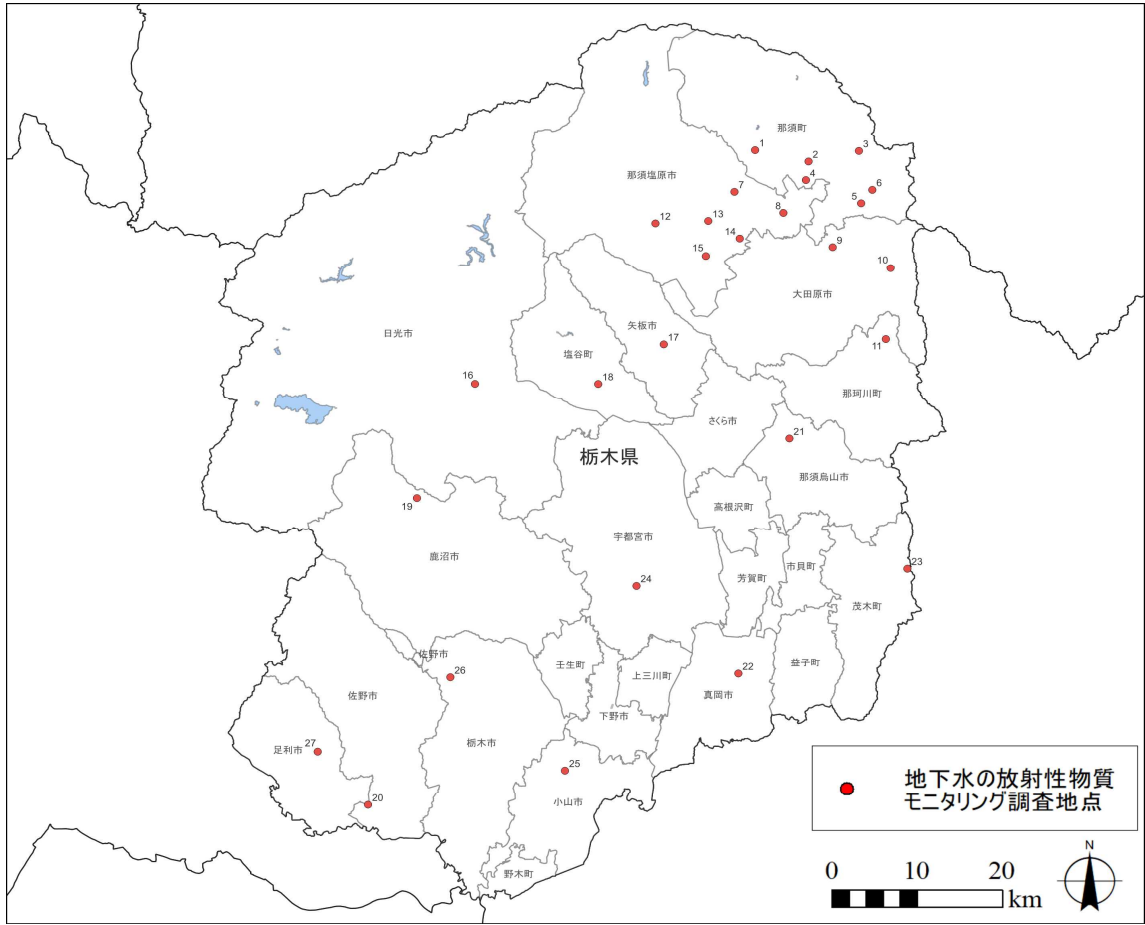 那須町
1
2
3
4
那須塩原市
7
6
5
8
12
13
14
9
15
10
大田原市
日光市
矢板市
17
11
塩谷町
16
18
那珂川町
さくら市
21
栃木県
那須烏山市
19
高根沢町
宇都宮市
鹿沼市
市貝町
23
芳賀町
24
茂木町
佐野市
壬生町
益子町
26
上三川町
22
佐野市
真岡市
下野市
栃木市
27
足利市
25
20
小山市
野木町
地下水の放射性物質
モニタリング調査地点
N
0 10 20
km